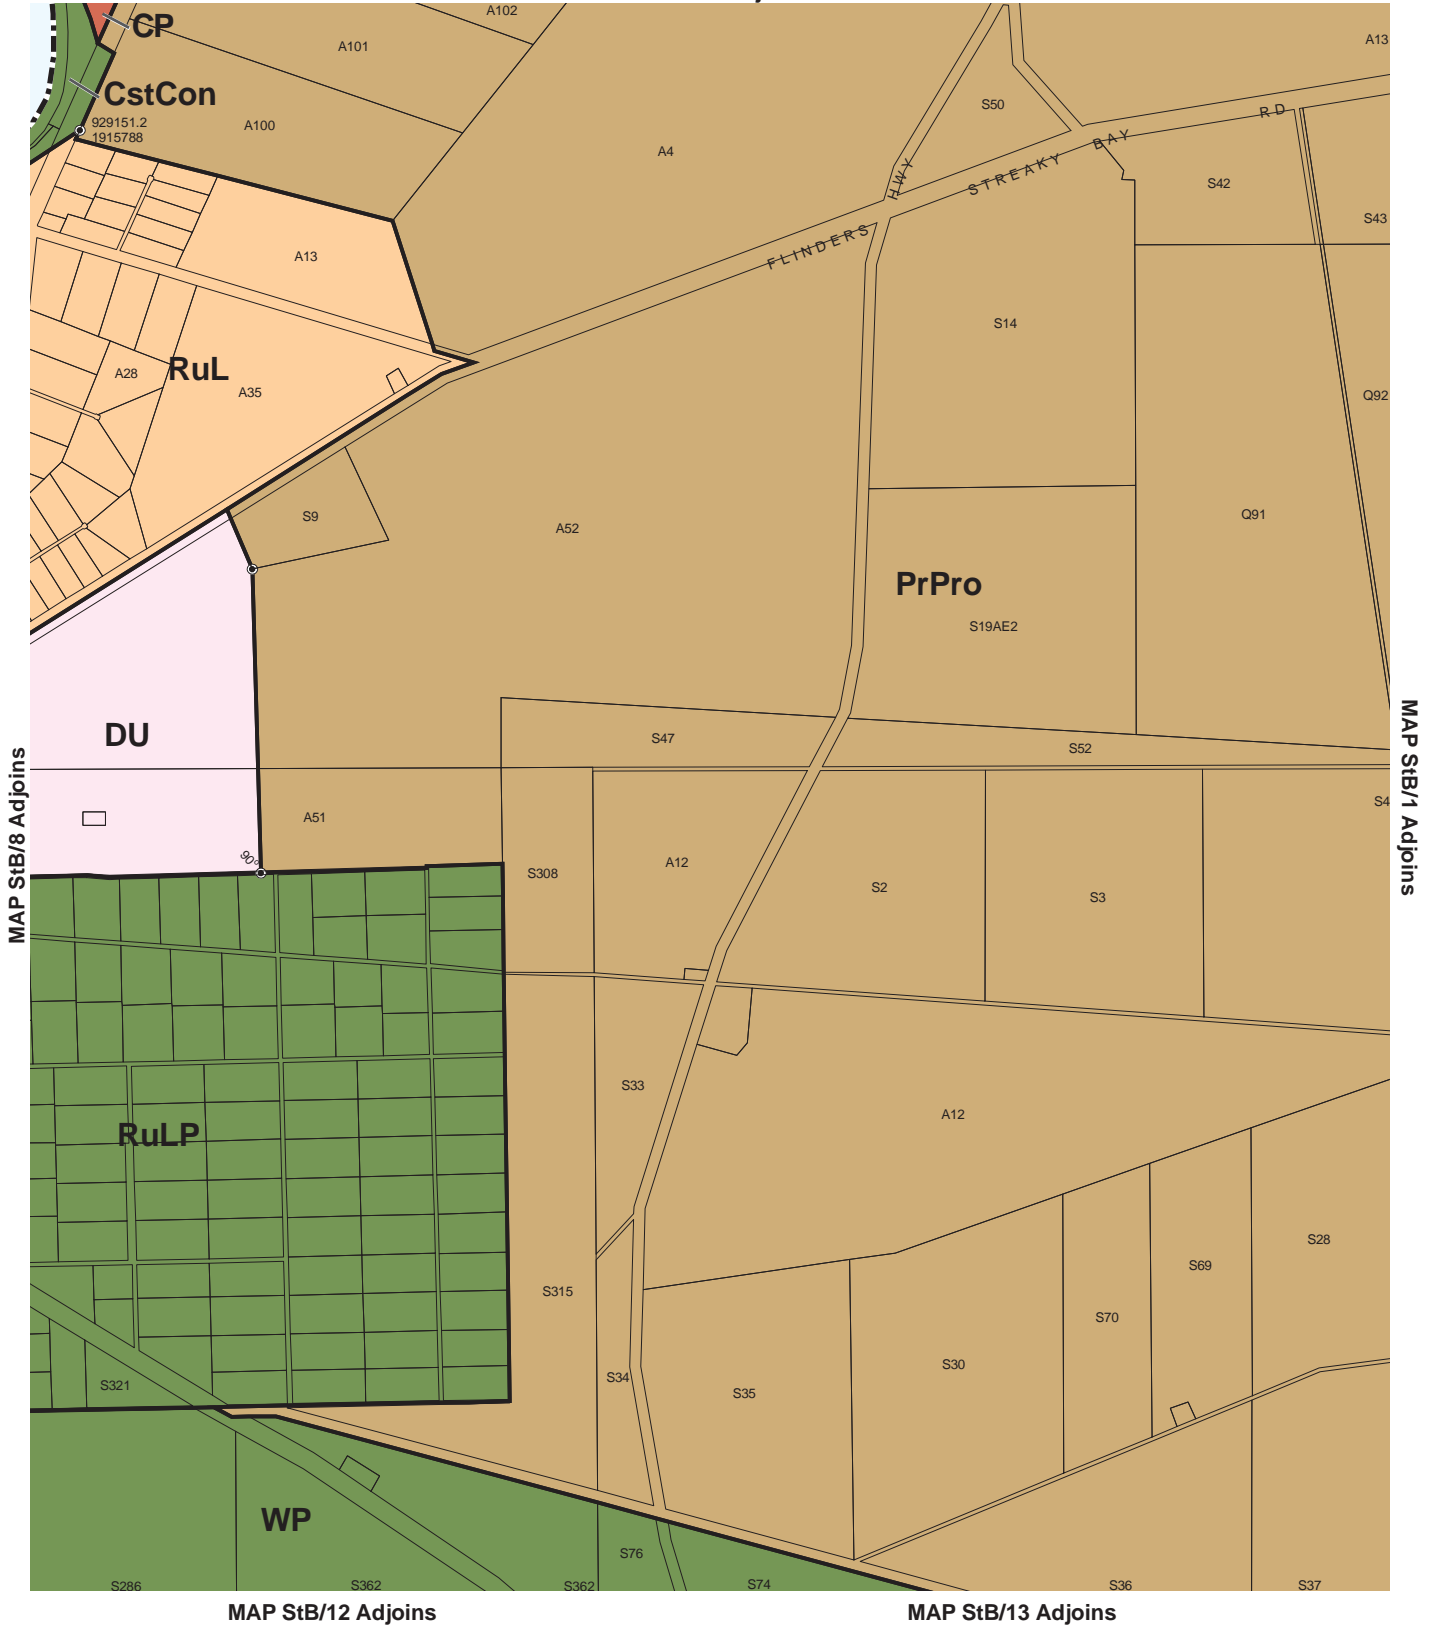 CP
A102
A101
A13
CstCon
S50
RD
929151.2
1915788
A100
BAY
A4
STREAKY
HWY
S42
S43
FLINDERS
A13
S14
RuL
A28
A35
Q92
S9
A52
Q91
PrPro
S19AE2
DU
S47
S52
MAP StB/8 Adjoins
MAP StB/1 Adjoins
A51
S4
90°
S308
A12
S2
S3
S33
A12
RuLP
S28
S69
S315
S70
S30
S34
S35
S321
WP
S76
S286
S362
S362
S74
S36
S37
MAP StB/12 Adjoins
MAP StB/13 Adjoins